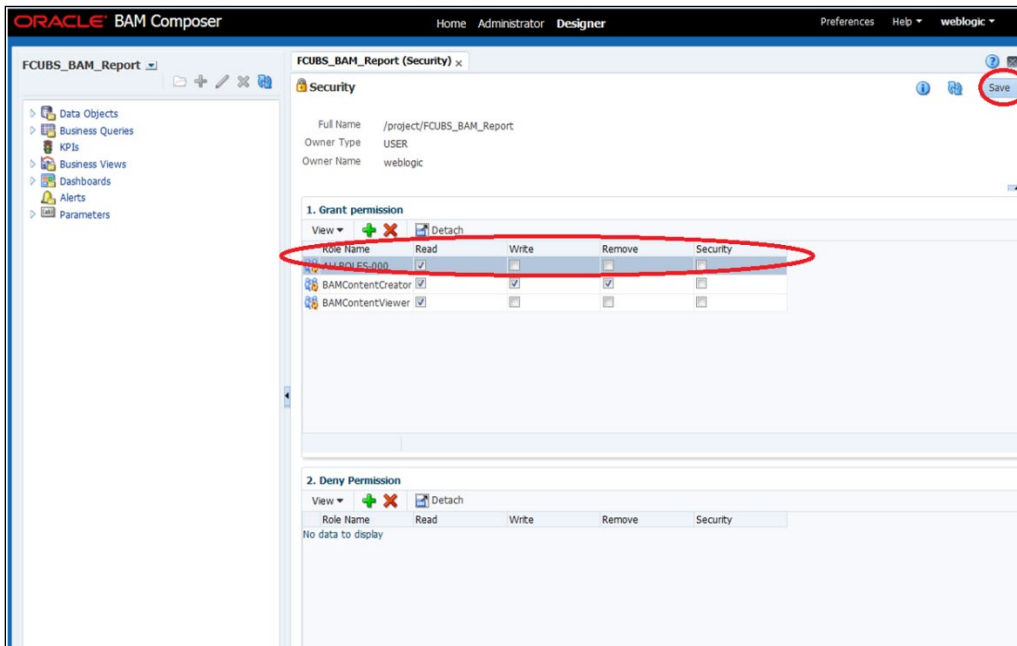 ORACLE BAM Composer Home Administrator Designer Preferences Help weblogic
FCUBS_BAM_Report
Data Objects
Business Queries
KPIs
Business Views
Dashboards
Alerts
Parameters
FCUBS_BAM_Report (Security) x
Security Save
Full Name /project/FCUBS_BAM_Report
Owner Type USER
Owner Name weblogic
1. Grant permission
View Detach
Role Name Read Write Remove Security
BAMContentCreator
BAMContentViewer
2. Deny Permission
View Detach
Role Name Read Write Remove Security
No data to display